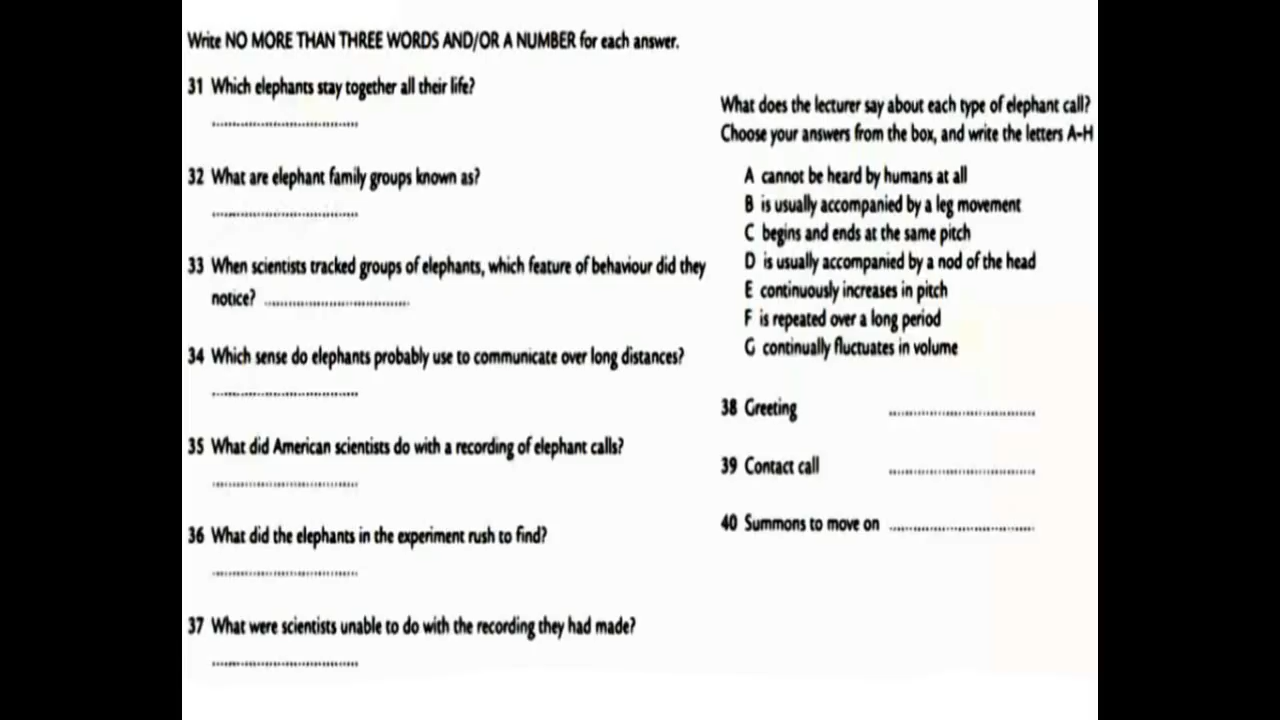 Write NO MORE THAN THREE WORDS AND/OR A NUMBER for each answer.
31 Which elephants stay together all their life?
................................
32 What are elephant family groups known as?
................................
33 When scientists tracked groups of elephants, which feature of behaviour did they
notice? ................................
34 Which sense do elephants probably use to communicate over long distances?
................................
35 What did American scientists do with a recording of elephant calls?
................................
36 What did the elephants in the experiment rush to find?
................................
37 What were scientists unable to do with the recording they had made?
................................
What does the lecturer say about each type of elephant call?
Choose your answers from the box, and write the letters A-H
A cannot be heard by humans at all
B is usually accompanied by a leg movement
C begins and ends at the same pitch
D is usually accompanied by a nod of the head
E continuously increases in pitch
F is repeated over a long period
G continually fluctuates in volume
38 Greeting ................................
39 Contact call ................................
40 Summons to move on ................................